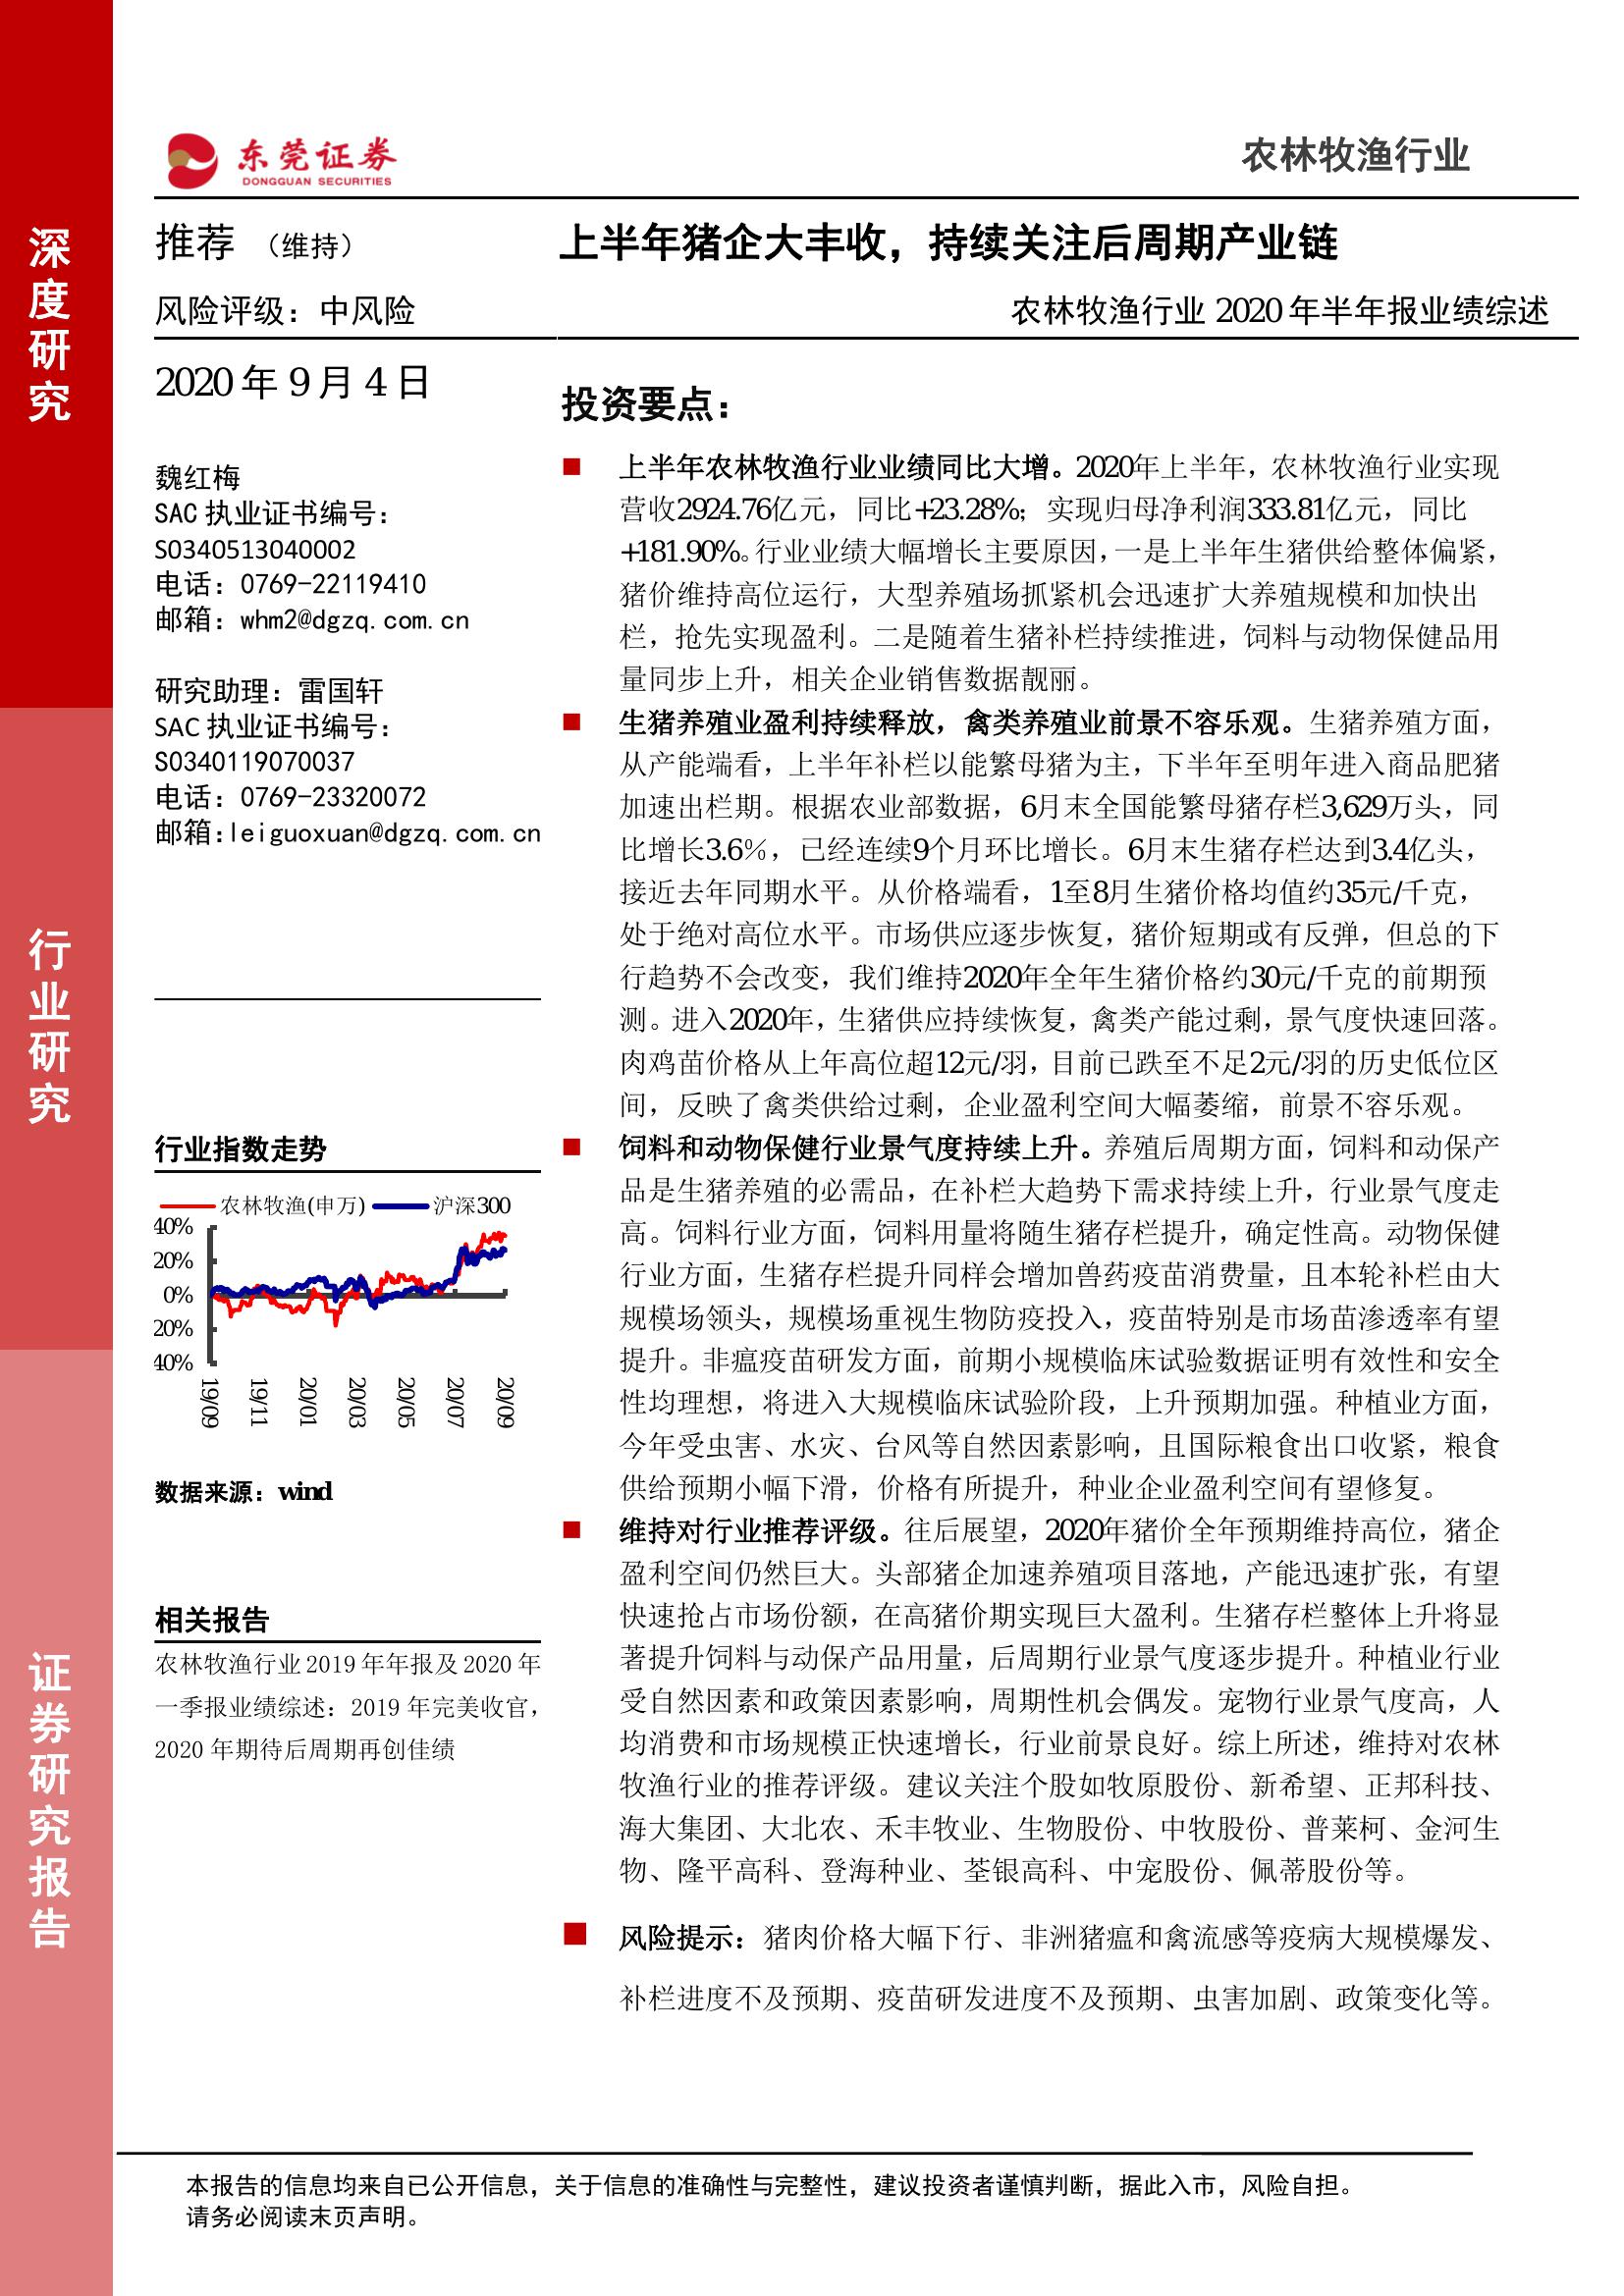 深度研究
行业研究
证券研究报告
东莞证券
DONGGUAN SECURITIES
农林牧渔行业
推荐 （维持）
上半年猪企大丰收，持续关注后周期产业链
风险评级：中风险
农林牧渔行业 2020 年半年报业绩综述
2020 年 9 月 4 日
魏红梅
SAC 执业证书编号：
S0340513040002
电话：0769-22119410
邮箱：whm2@dgzq.com.cn
研究助理：雷国轩
SAC 执业证书编号：
S0340119070037
电话：0769-23320072
邮箱：leiguoxuan@dgzq.com.cn
行业指数走势
农林牧渔(申万) 沪深300
40%
20%
0%
20%
40%
19/09 19/11 20/01 20/03 20/05 20/07 20/09
数据来源：wind
相关报告
农林牧渔行业 2019 年年报及 2020 年
一季报业绩综述：2019 年完美收官，
2020 年期待后周期再创佳绩
投资要点：
■ 上半年农林牧渔行业业绩同比大增。2020年上半年，农林牧渔行业实现
营收2924.76亿元，同比+23.28%；实现归母净利润333.81亿元，同比
+181.90%。行业业绩大幅增长主要原因，一是上半年生猪供给整体偏紧，
猪价维持高位运行，大型养殖场抓紧机会迅速扩大养殖规模和加快出
栏，抢先实现盈利。二是随着生猪补栏持续推进，饲料与动物保健品用
量同步上升，相关企业销售数据靓丽。
■ 生猪养殖业盈利持续释放，禽类养殖业前景不容乐观。生猪养殖方面，
从产能端看，上半年补栏以能繁母猪为主，下半年至明年进入商品肥猪
加速出栏期。根据农业部数据，6月末全国能繁母猪存栏3,629万头，同
比增长3.6%，已经连续9个月环比增长。6月末生猪存栏达到3.4亿头，
接近去年同期水平。从价格端看，1至8月生猪价格均值约35元/千克，
处于绝对高位水平。市场供应逐步恢复，猪价短期或有反弹，但总的下
行趋势不会改变，我们维持2020年全年生猪价格约30元/千克的前期预
测。进入2020年，生猪供应持续恢复，禽类产能过剩，景气度快速回落。
肉鸡苗价格从上年高位超12元/羽，目前已跌至不足2元/羽的历史低位区
间，反映了禽类供给过剩，企业盈利空间大幅萎缩，前景不容乐观。
■ 饲料和动物保健行业景气度持续上升。养殖后周期方面，饲料和动保产
品是生猪养殖的必需品，在补栏大趋势下需求持续上升，行业景气度走
高。饲料行业方面，饲料用量将随生猪存栏提升，确定性高。动物保健
行业方面，生猪存栏提升同样会增加兽药疫苗消费量，且本轮补栏由大
规模场领头，规模场重视生物防疫投入，疫苗特别是市场苗渗透率有望
提升。非瘟疫苗研发方面，前期小规模临床试验数据证明有效性和安全
性均理想，将进入大规模临床试验阶段，上升预期加强。种植业方面，
今年受虫害、水灾、台风等自然因素影响，且国际粮食出口收紧，粮食
供给预期小幅下滑，价格有所提升，种业企业盈利空间有望修复。
■ 维持对行业推荐评级。往后展望，2020年猪价全年预期维持高位，猪企
盈利空间仍然巨大。头部猪企加速养殖项目落地，产能迅速扩张，有望
快速抢占市场份额，在高猪价期实现巨大盈利。生猪存栏整体上升将显
著提升饲料与动保产品用量，后周期行业景气度逐步提升。种植业行业
受自然因素和政策因素影响，周期性机会偶发。宠物行业景气度高，人
均消费和市场规模正快速增长，行业前景良好。综上所述，维持对农林
牧渔行业的推荐评级。建议关注个股如牧原股份、新希望、正邦科技、
海大集团、大北农、禾丰牧业、生物股份、中牧股份、普莱柯、金河生
物、隆平高科、登海种业、荃银高科、中宠股份、佩蒂股份等。
■ 风险提示：猪肉价格大幅下行、非洲猪瘟和禽流感等疫病大规模爆发、
补栏进度不及预期、疫苗研发进度不及预期、虫害加剧、政策变化等。
本报告的信息均来自已公开信息，关于信息的准确性与完整性，建议投资者谨慎判断，据此入市，风险自担。
请务必阅读末页声明。